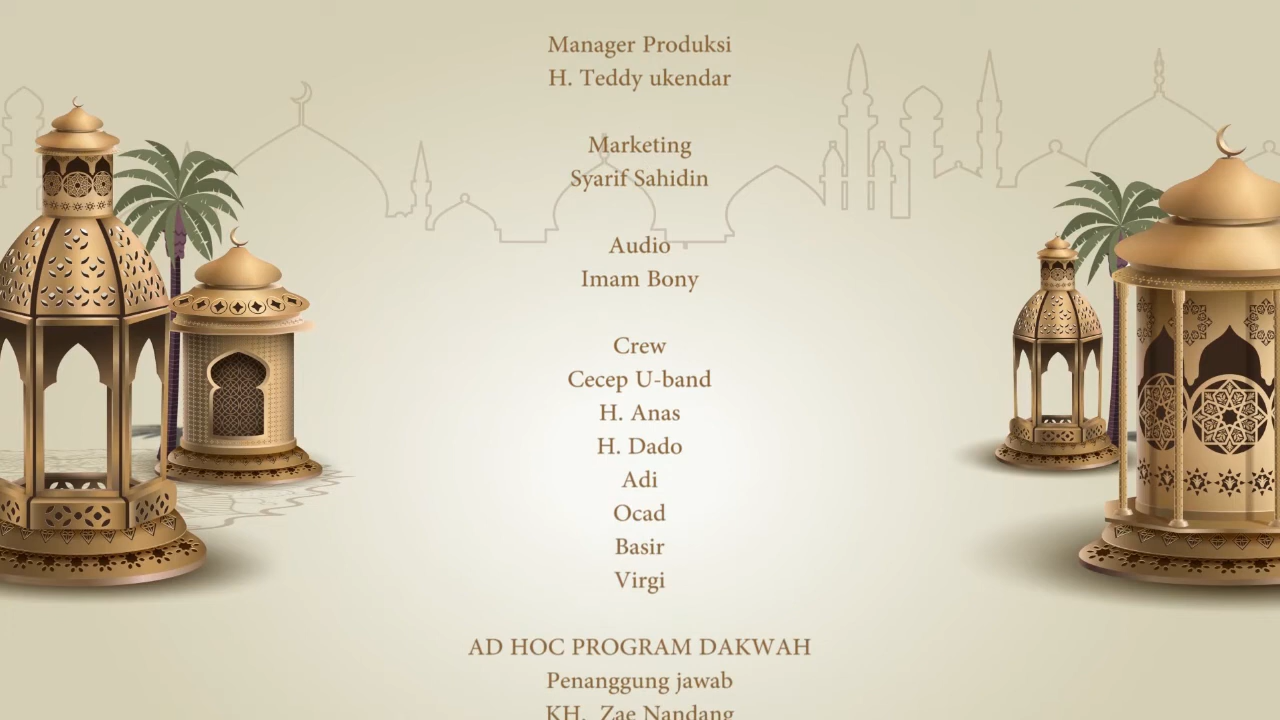 Manager Produksi
H. Teddy ukendar
Marketing
Syarif Sahidin
Audio
Imam Bony
Crew
Cecep U-band
H. Anas
H. Dado
Adi
Ocad
Basir
Virgi
AD HOC PROGRAM DAKWAH
Penanggung jawab
KH. Zae Nandang